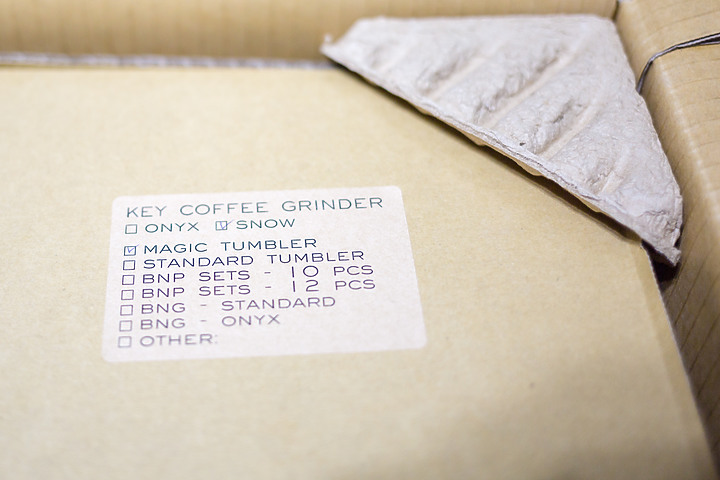 KEY COFFEE GRINDER
☐ ONYX ☑ SNOW
☑ MAGIC TUMBLER
☐ STANDARD TUMBLER
☐ BNP SETS - 10 PCS
☐ BNP SETS - 12 PCS
☐ BNG - STANDARD
☐ BNG - ONYX
☐ OTHER: